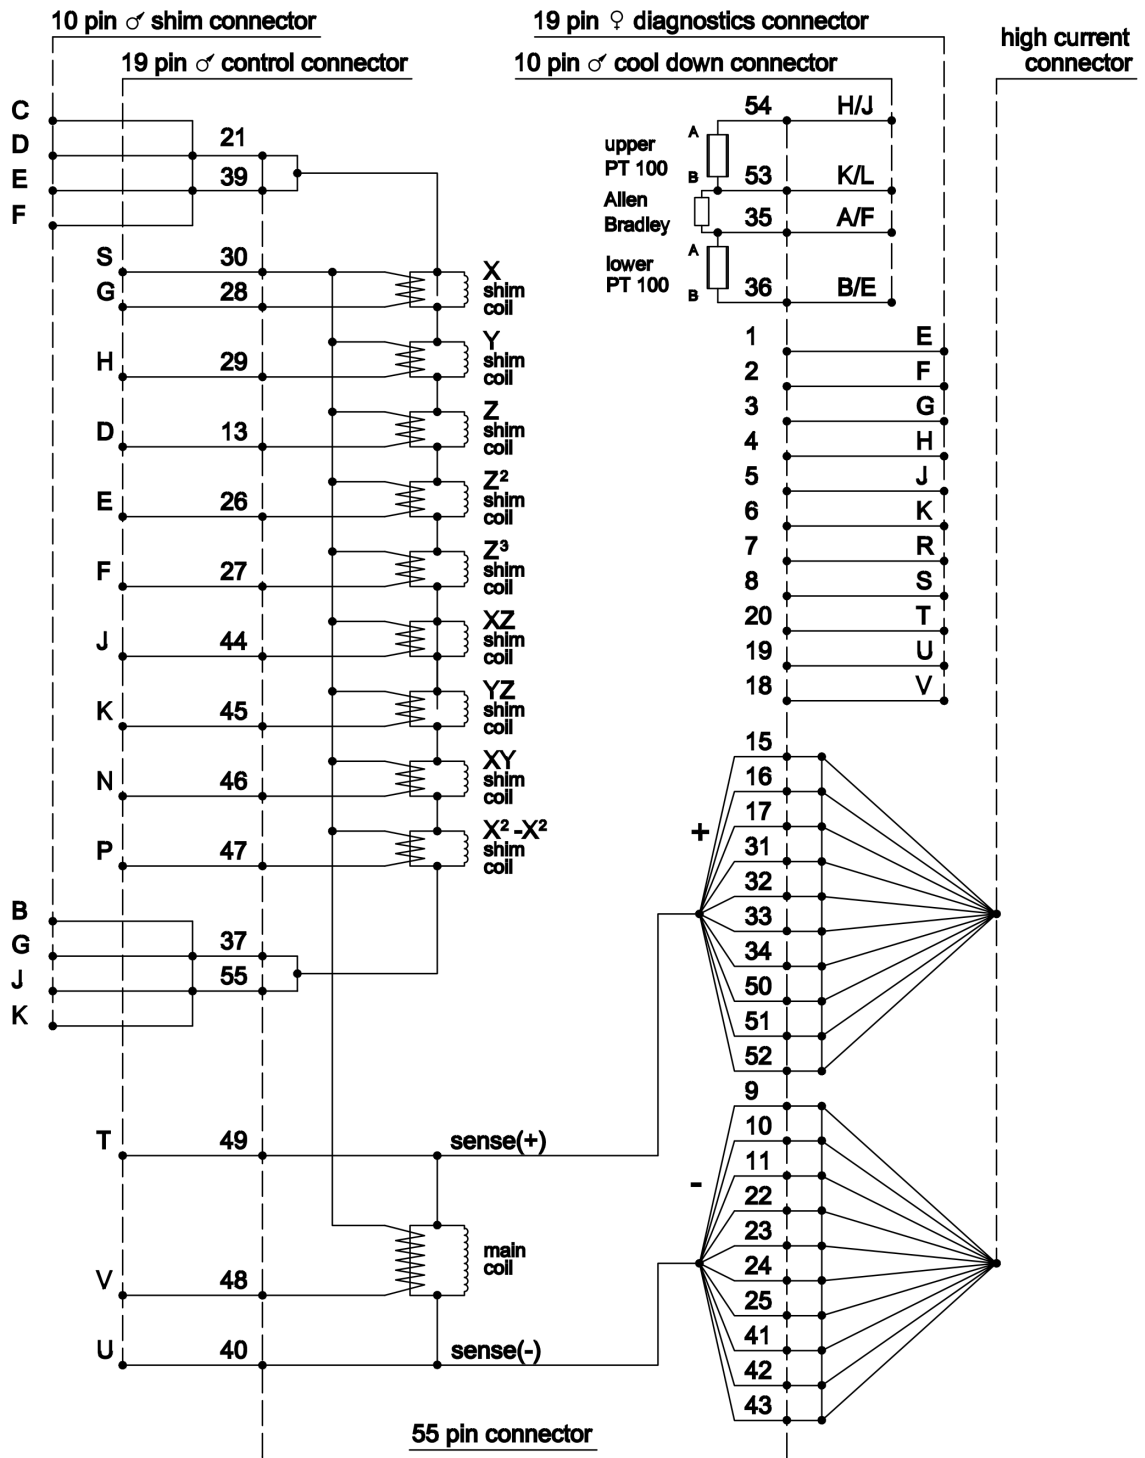 10 pin ♂ shim connector
19 pin ♂ control connector
19 pin ♀ diagnostics connector
10 pin ♂ cool down connector
high current
connector
C
D
E
F
21
39
S 30
G 28
X
shim
coil
H 29
Y
shim
coil
D 13
Z
shim
coil
E 26
Z²
shim
coil
F 27
Z³
shim
coil
J 44
XZ
shim
coil
K 45
YZ
shim
coil
N 46
XY
shim
coil
P 47
X² -X²
shim
coil
B
G
J
K
37
55
T 49 sense(+)
main
coil
V 48
U 40 sense(-)
55 pin connector
54 H/J
A
upper
PT 100
B
53 K/L
Allen
Bradley
35 A/F
A
lower
PT 100
B
36 B/E
1 E
2 F
3 G
4 H
5 J
6 K
7 R
8 S
20 T
19 U
18 V
+
15
16
17
31
32
33
34
50
51
52
-
9
10
11
22
23
24
25
41
42
43